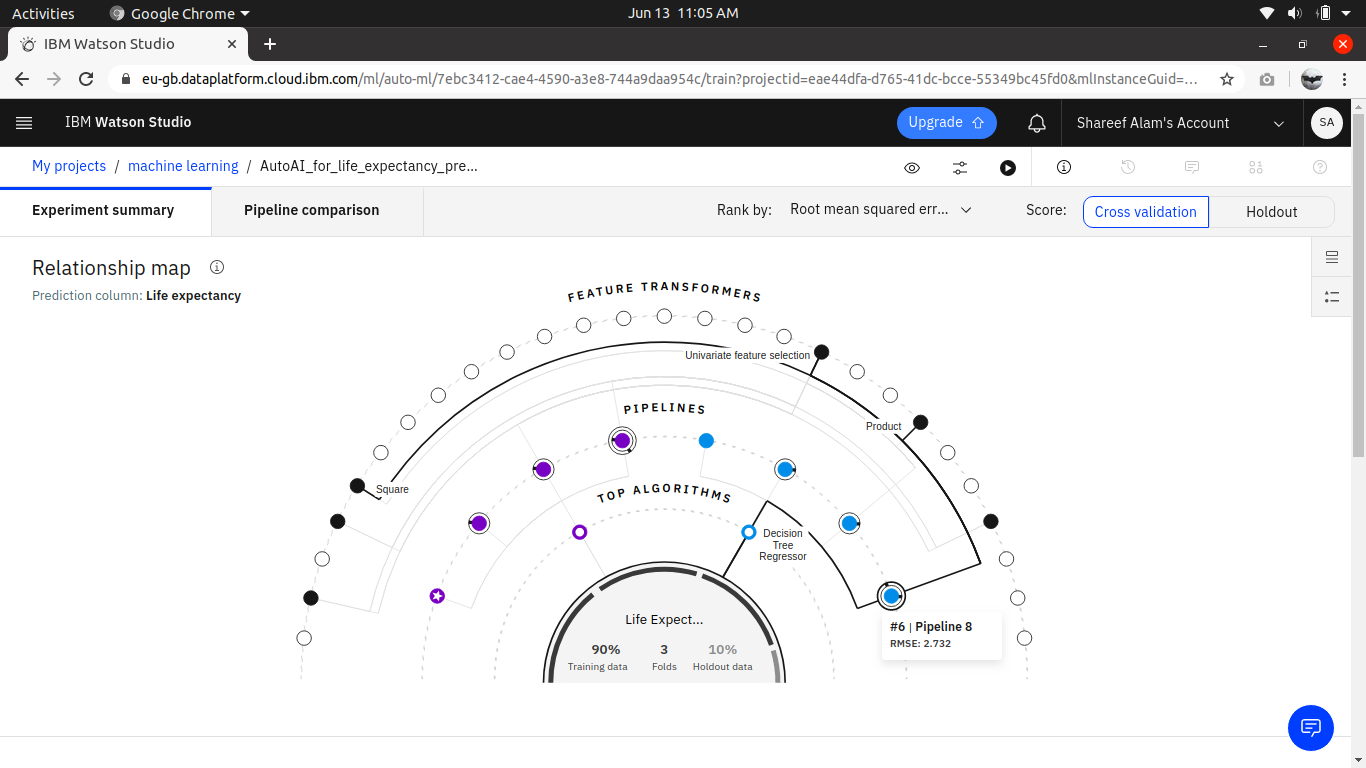 Activities
Google Chrome
Jun 13 11:05 AM
IBM Watson Studio
eu-gb.dataplatform.cloud.ibm.com/ml/auto-ml/7ebc3412-cae4-4590-a3e8-744a9daa954c/train?projectid=eae44dfa-d765-41dc-bcce-55349bc45fd0&mlInstanceGuid=...
IBM Watson Studio
Upgrade
Shareef Alam's Account
SA
My projects / machine learning / AutoAI_for_life_expectancy_pre...
Experiment summary
Pipeline comparison
Rank by: Root mean squared err...
Score: Cross validation Holdout
Relationship map
Prediction column: Life expectancy
FEATURE TRANSFORMERS
Univariate feature selection
PIPELINES
Product
Square
TOP ALGORITHMS
Decision
Tree
Regressor
Life Expect...
90% 3 10%
Training data Folds Holdout data
#6 | Pipeline 8
RMSE: 2.732